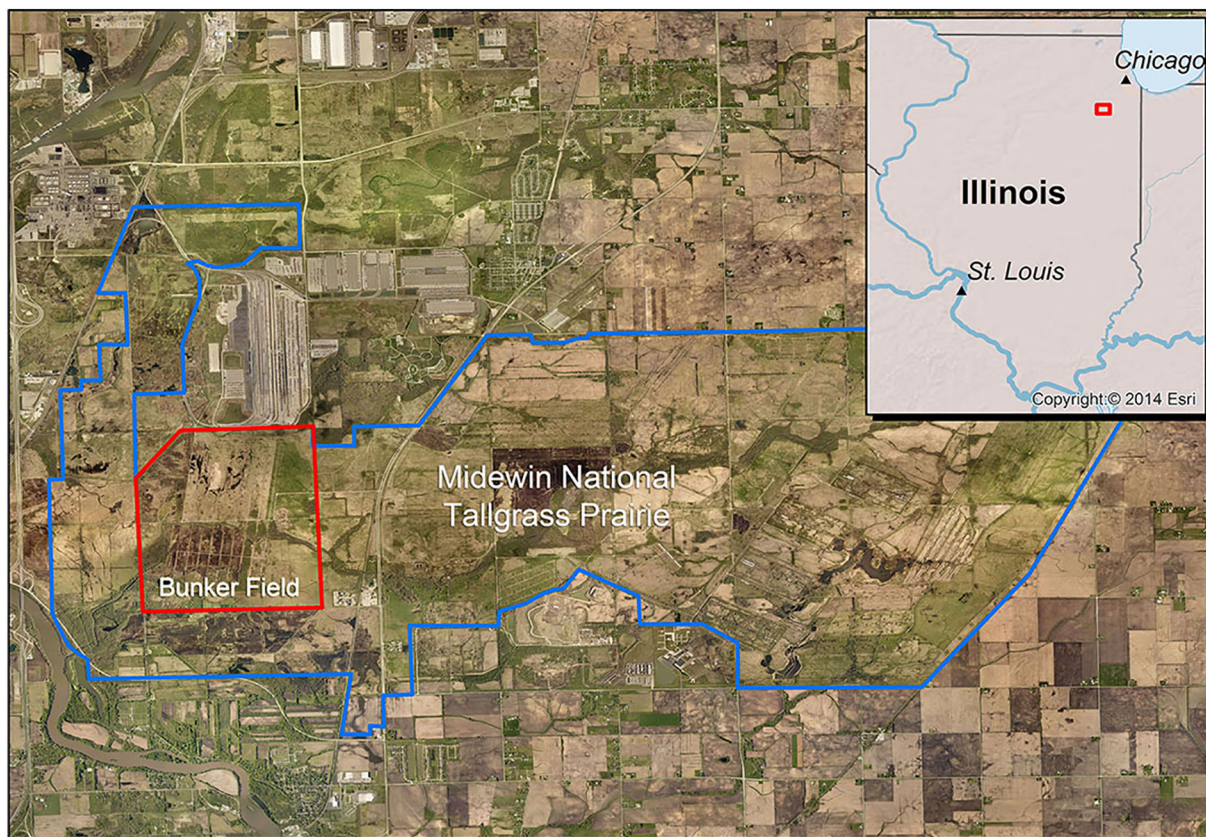 Chicago
Illinois
St. Louis
Copyright:© 2014 Esri
Midewin National
Tallgrass Prairie
Bunker Field